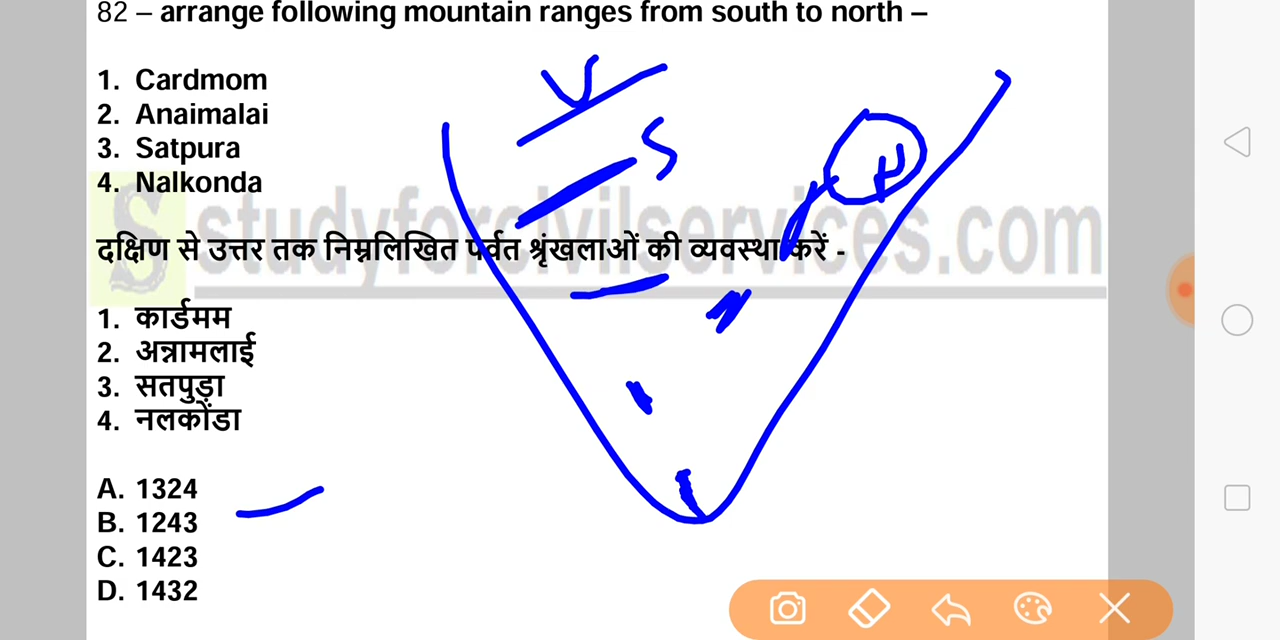 82 – arrange following mountain ranges from south to north –
1. Cardmom
2. Anaimalai
3. Satpura
4. Nalkonda
studyforcivilservices.com
दक्षिण से उत्तर तक निम्नलिखित पर्वत श्रृंखलाओं की व्यवस्था करें -
1. कार्डमम
2. अन्नामलाई
3. सतपुड़ा
4. नलकोंडा
A. 1324
B. 1243
C. 1423
D. 1432
V
S